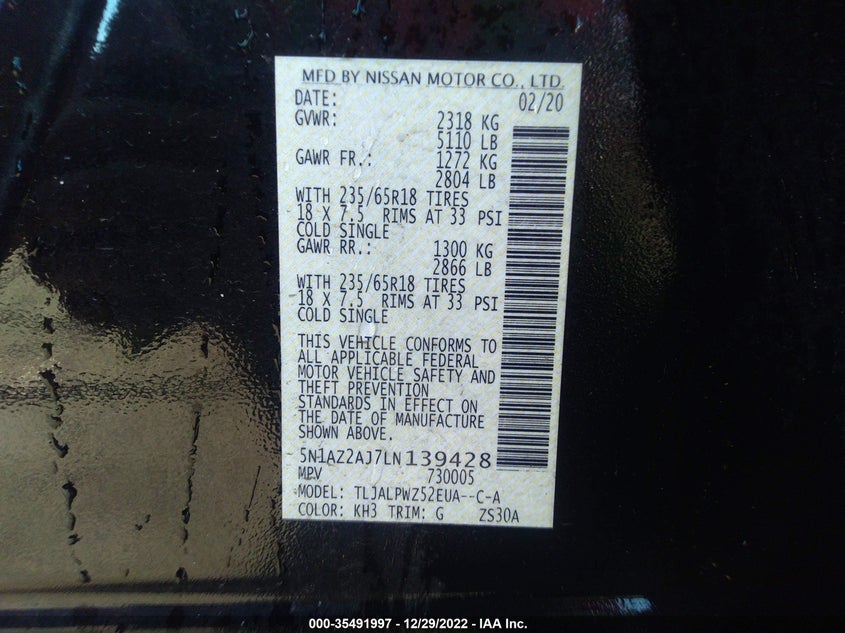 MFD BY NISSAN MOTOR CO., LTD.
DATE: 02/20
GVWR: 2318 KG
5110 LB
GAWR FR.: 1272 KG
2804 LB
WITH 235/65R18 TIRES
18 X 7.5 RIMS AT 33 PSI
COLD SINGLE
GAWR RR.: 1300 KG
2866 LB
WITH 235/65R18 TIRES
18 X 7.5 RIMS AT 33 PSI
COLD SINGLE
THIS VEHICLE CONFORMS TO
ALL APPLICABLE FEDERAL
MOTOR VEHICLE SAFETY AND
THEFT PREVENTION
STANDARDS IN EFFECT ON
THE DATE OF MANUFACTURE
SHOWN ABOVE.
5N1AZ2AJ7LN139428
MPV 730005
MODEL: TLJALPWZ52EUA--C-A
COLOR: KH3 TRIM: G ZS30A
000-35491997 - 12/29/2022 - IAA Inc.